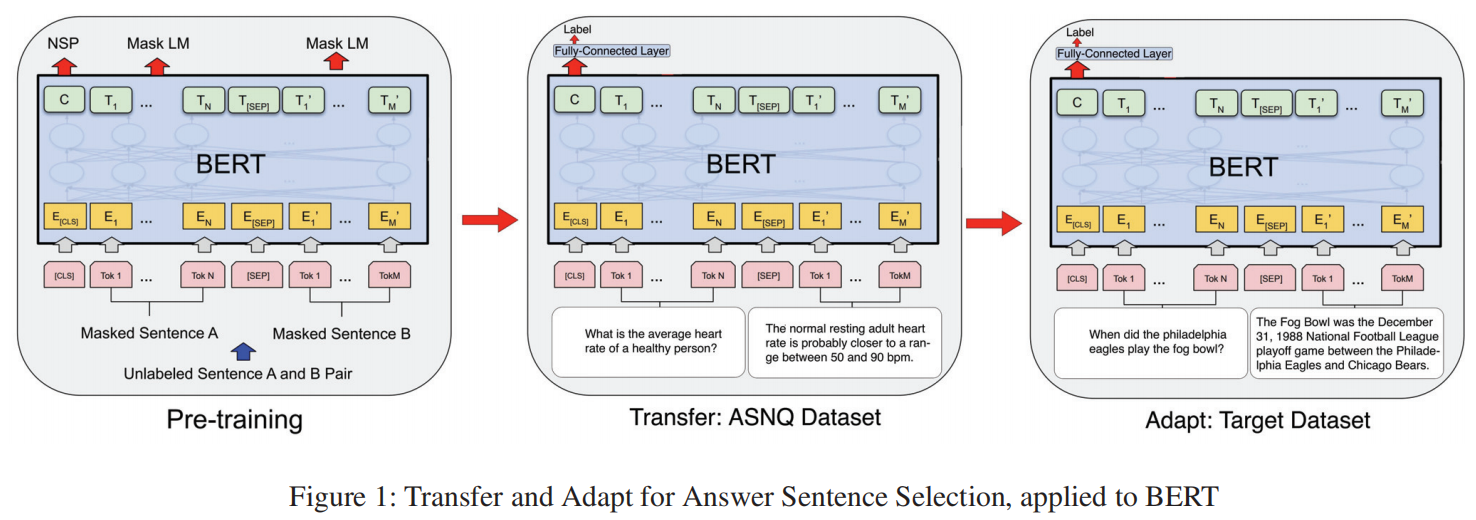 NSP Mask LM Mask LM
C T1 ... TN T[SEP] T1' ... TM'
...
BERT
...
E[CLS] E1 ... EN E[SEP] E1' ... EM'
[CLS] Tok 1 ... Tok N [SEP] Tok 1 ... TokM
Masked Sentence A Masked Sentence B
Unlabeled Sentence A and B Pair
Pre-training
Label
Fully-Connected Layer
C T1 ... TN T[SEP] T1' ... TM'
...
BERT
...
E[CLS] E1 ... EN E[SEP] E1' ... EM'
[CLS] Tok 1 ... Tok N [SEP] Tok 1 ... TokM
What is the average heart
rate of a healthy person?
The normal resting adult heart
rate is probably closer to a ran-
ge between 50 and 90 bpm.
Transfer: ASNQ Dataset
Label
Fully-Connected Layer
C T1 ... TN T[SEP] T1' ... TM'
...
BERT
...
E[CLS] E1 ... EN E[SEP] E1' ... EM'
[CLS] Tok 1 ... Tok N [SEP] Tok 1 ... TokM
When did the philadelphia
eagles play the fog bowl?
The Fog Bowl was the December
31, 1988 National Football League
playoff game between the Philade-
lphia Eagles and Chicago Bears.
Adapt: Target Dataset
Figure 1: Transfer and Adapt for Answer Sentence Selection, applied to BERT